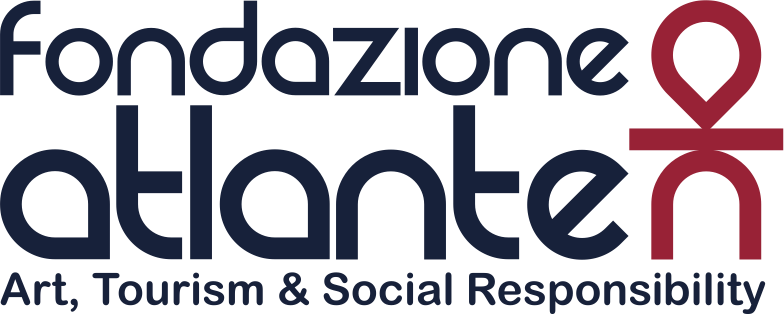 fondazione
atlante
Art, Tourism & Social Responsibility